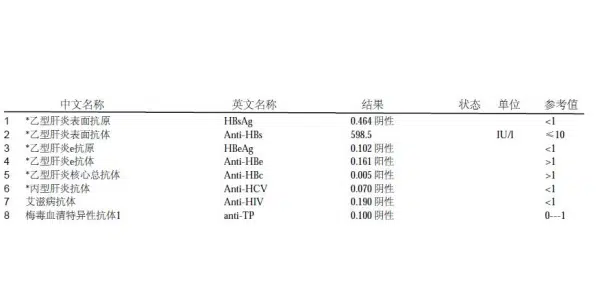 中文名称 英文名称 结果 状态 单位 参考值
1 *乙型肝炎表面抗原 HBsAg 0.464 阴性 <1
2 *乙型肝炎表面抗体 Anti-HBs 598.5 IU/l ≤10
3 *乙型肝炎e抗原 HBeAg 0.102 阴性 <1
4 *乙型肝炎e抗体 Anti-HBe 0.161 阳性 >1
5 *乙型肝炎核心总抗体 Anti-HBc 0.005 阳性 >1
6 *丙型肝炎抗体 Anti-HCV 0.070 阴性 <1
7 艾滋病抗体 Anti-HIV 0.190 阴性 <1
8 梅毒血清特异性抗体1 anti-TP 0.100 阴性 0---1